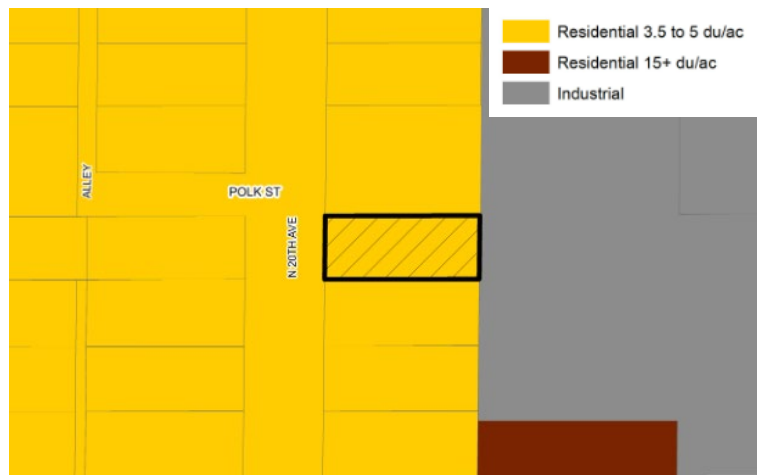 Residential 3.5 to 5 du/ac
Residential 15+ du/ac
Industrial
ALLEY
POLK ST
N 20TH AVE